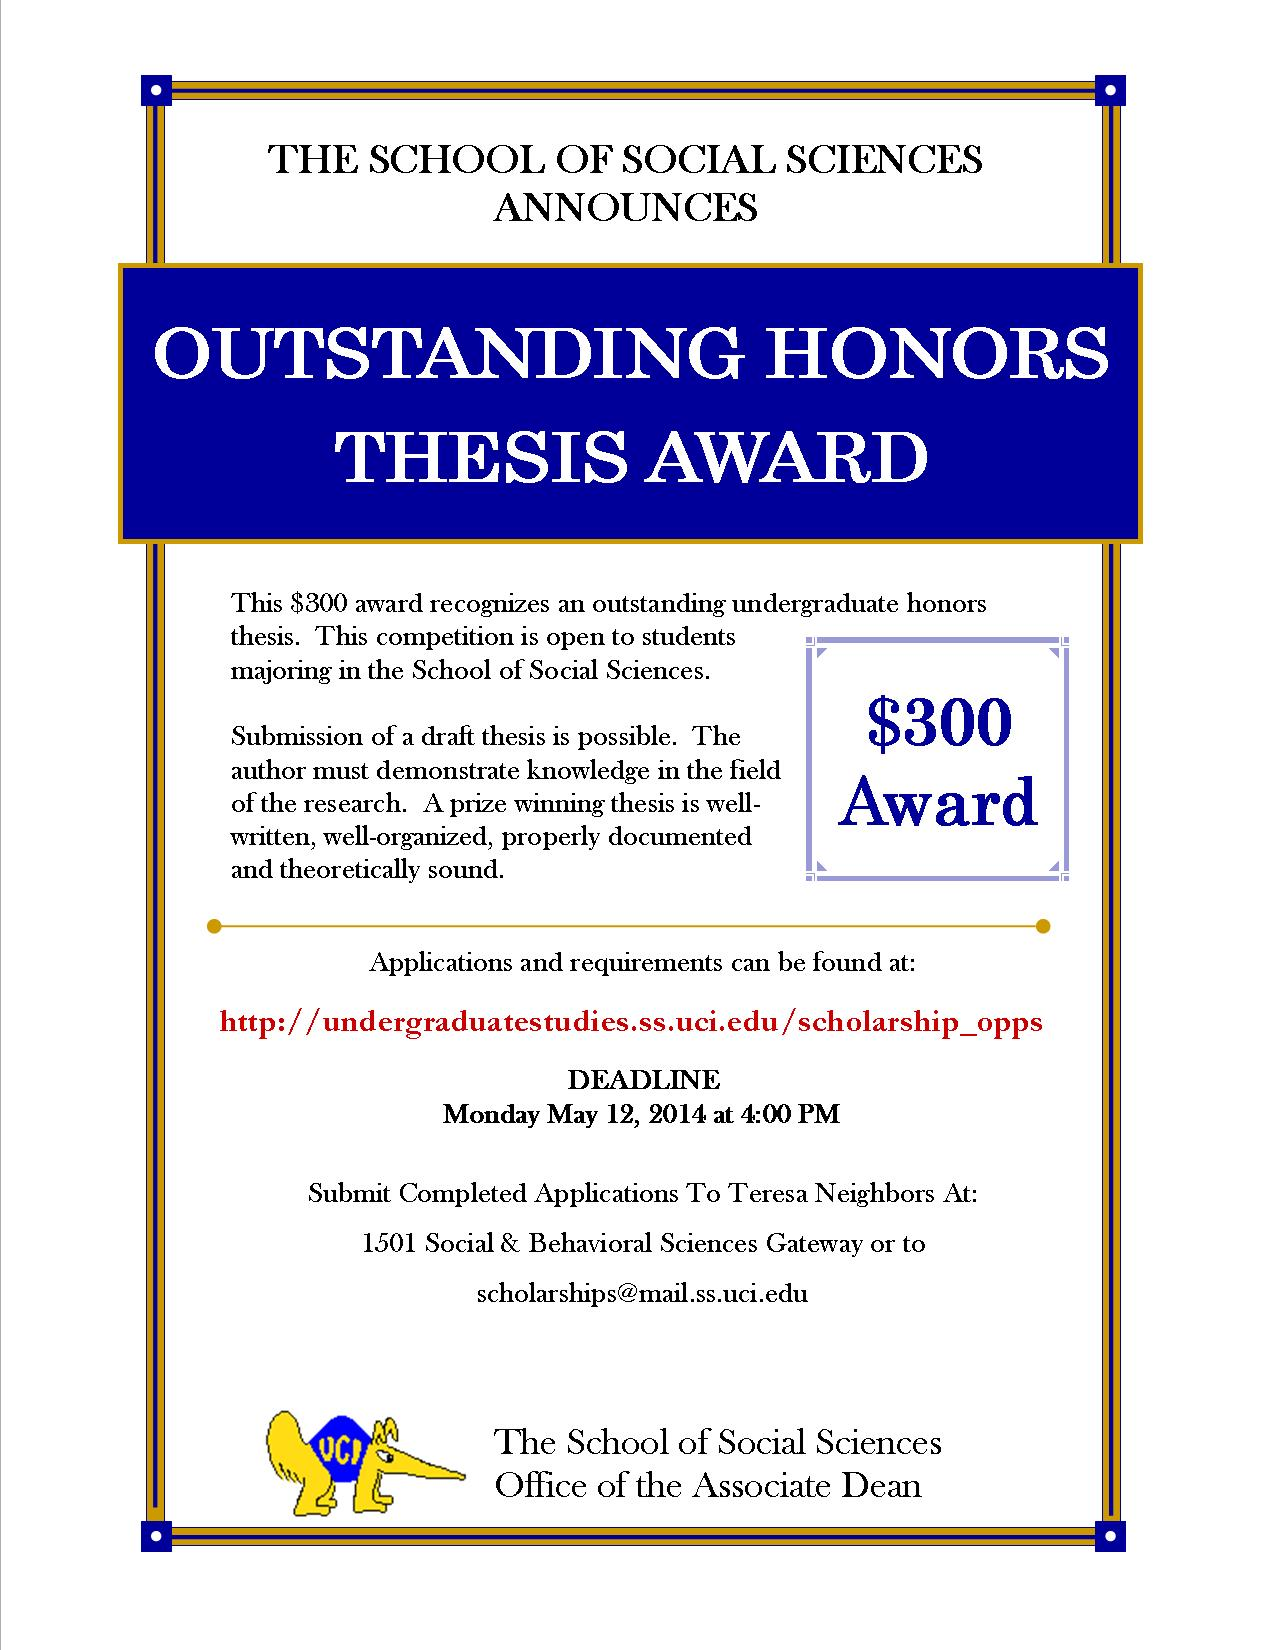 THE SCHOOL OF SOCIAL SCIENCES
ANNOUNCES
OUTSTANDING HONORS
THESIS AWARD
This $300 award recognizes an outstanding undergraduate honors
thesis.  This competition is open to students
majoring in the School of Social Sciences.
Submission of a draft thesis is possible.  The
author must demonstrate knowledge in the field
of the research.  A prize winning thesis is well-
written, well-organized, properly documented
and theoretically sound.
$300
Award
Applications and requirements can be found at:
http://undergraduatestudies.ss.uci.edu/scholarship_opps
DEADLINE
Monday May 12, 2014 at 4:00 PM
Submit Completed Applications To Teresa Neighbors At:
1501 Social & Behavioral Sciences Gateway or to
scholarships@mail.ss.uci.edu
UCI
The School of Social Sciences
Office of the Associate Dean